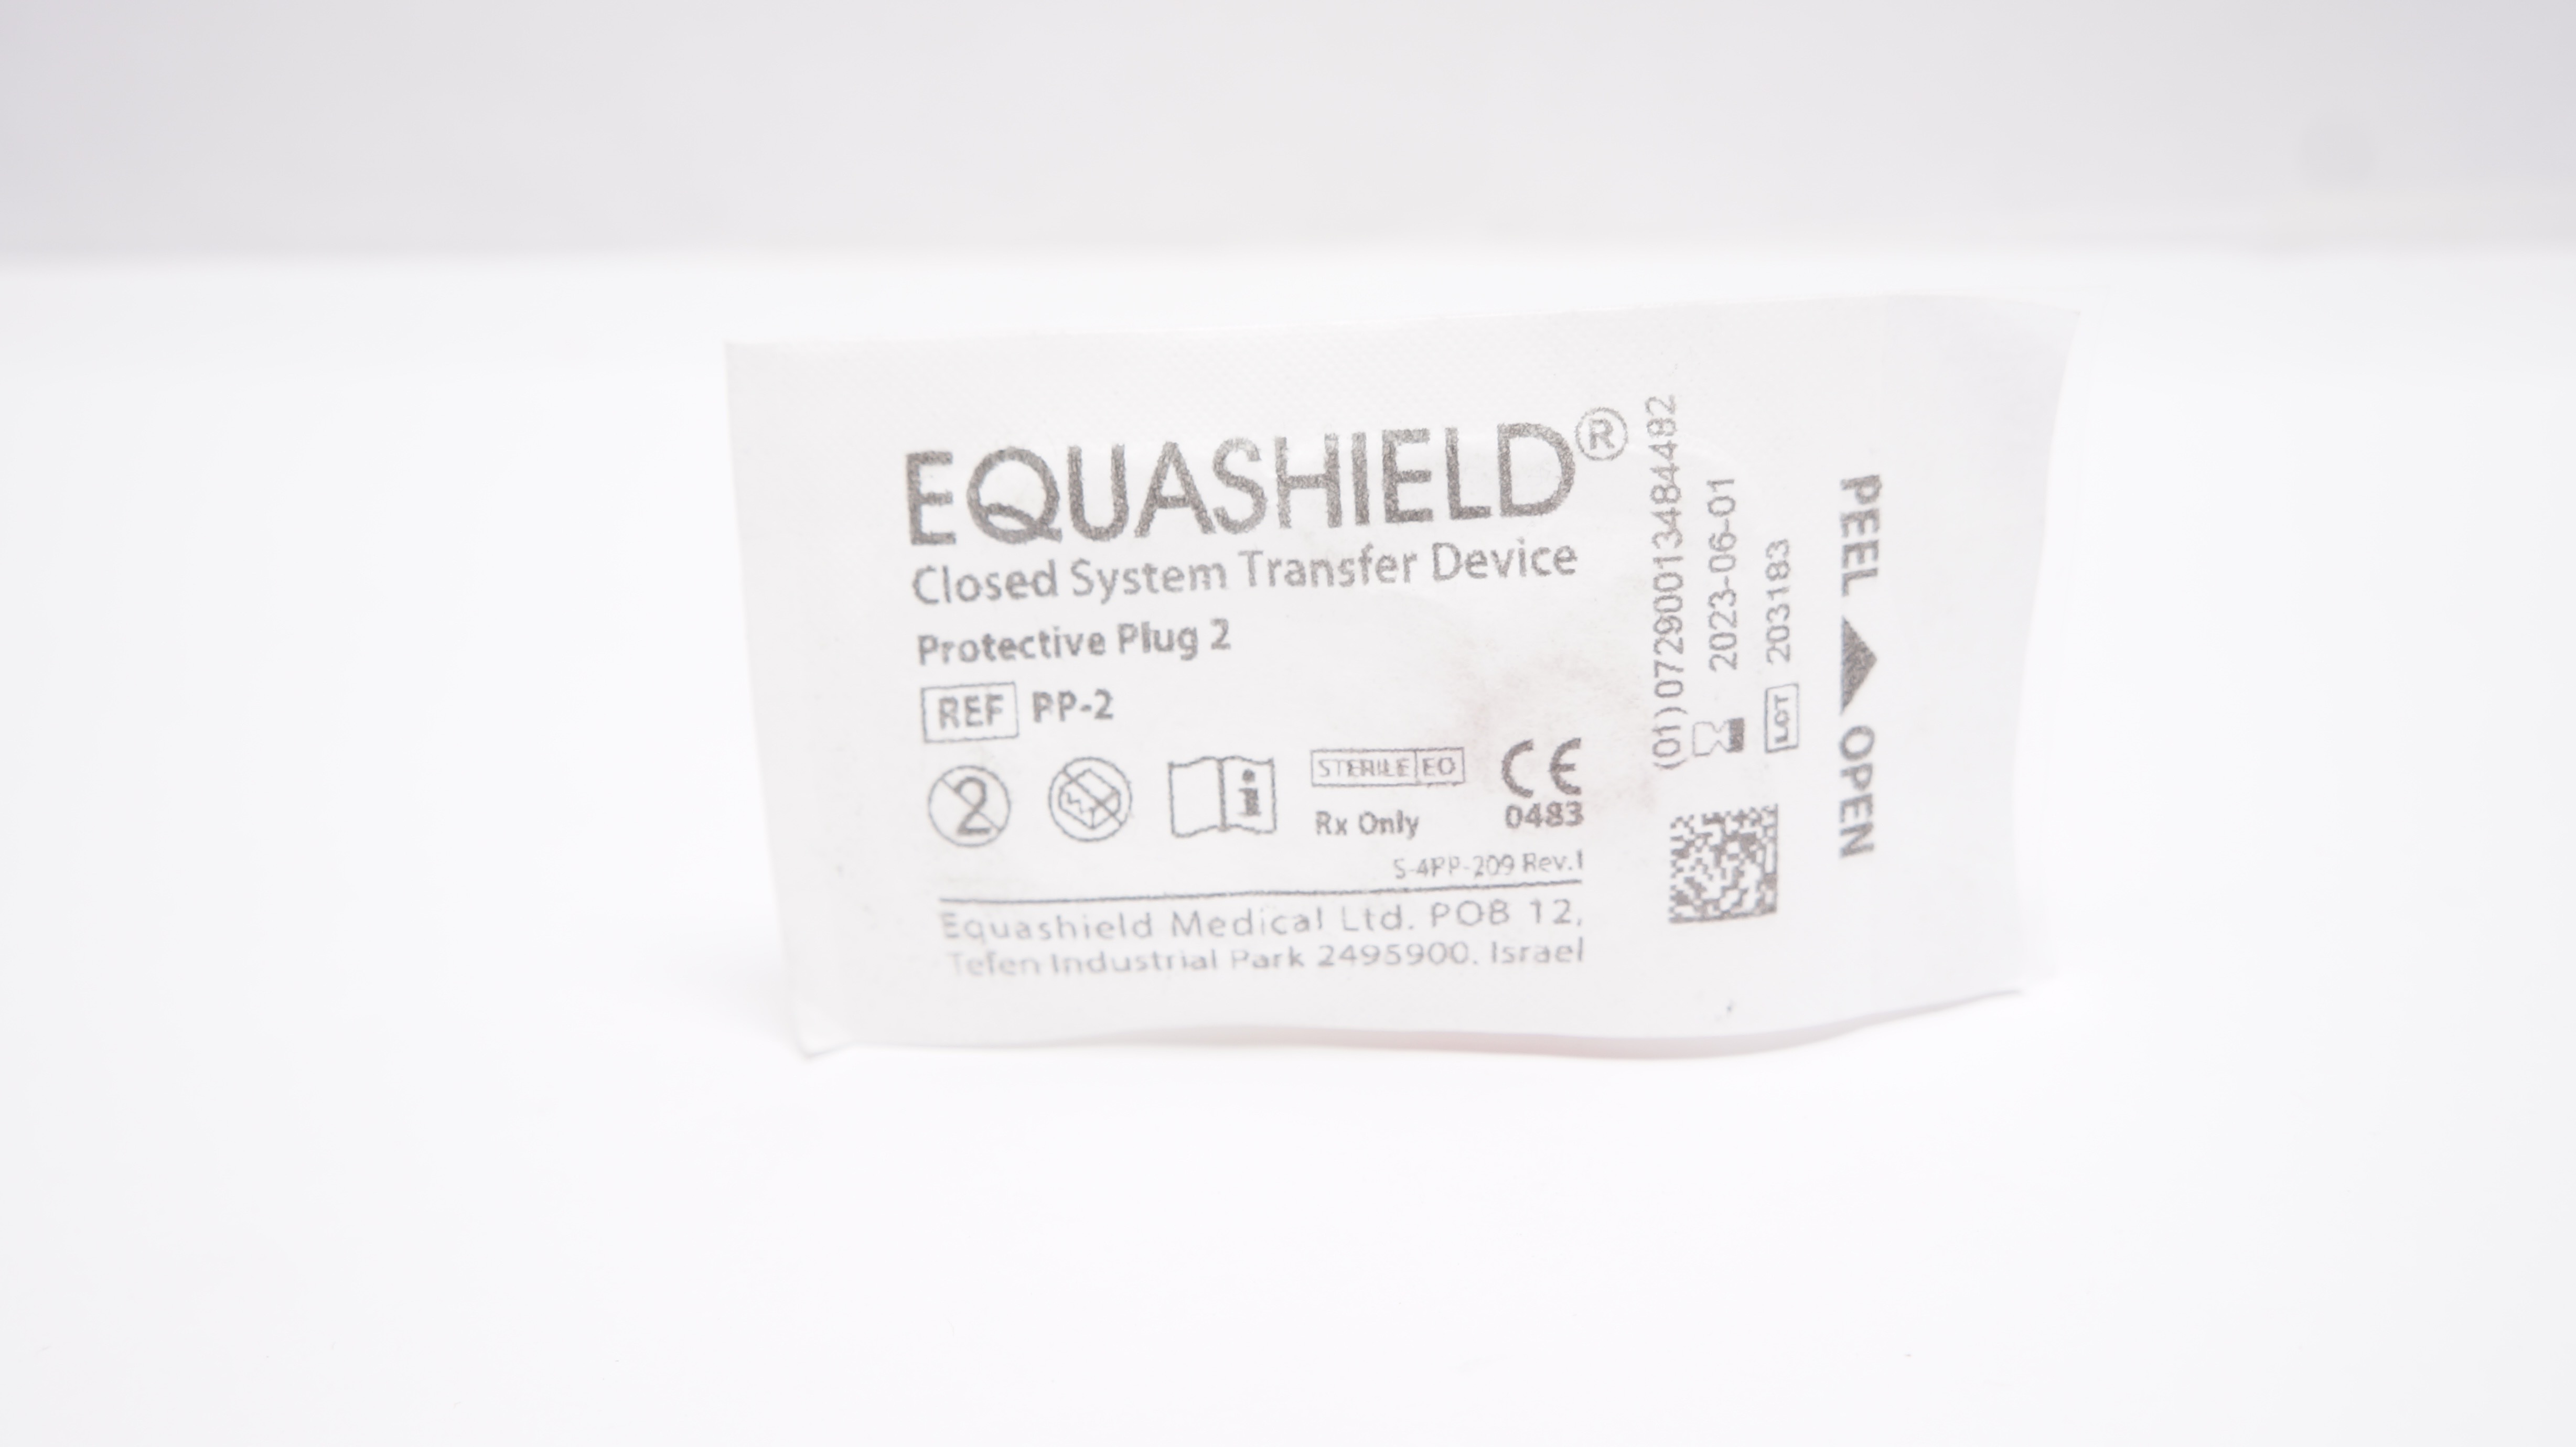 EQUASHIELD®
Closed System Transfer Device
Protective Plug 2
REF PP-2
2
STERILE EO
Rx Only
CE
0483
S-4PP-209 Rev.1
Equashield Medical Ltd. POB 12,
Tefen Industrial Park 2495900. Israel
(01)07290013484482
2023-06-01
LOT 203183
PEEL OPEN